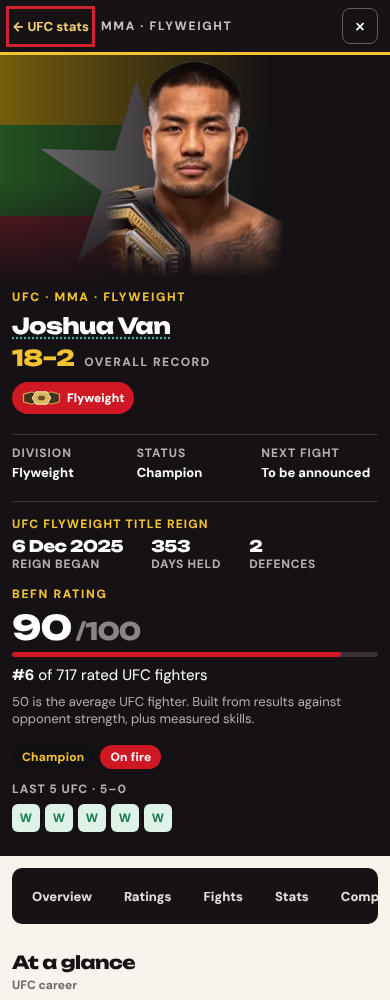 ← UFC stats MMA · FLYWEIGHT ×
UFC · MMA · FLYWEIGHT
Joshua Van
18–2 OVERALL RECORD
Flyweight
DIVISION STATUS NEXT FIGHT
Flyweight Champion To be announced
UFC FLYWEIGHT TITLE REIGN
6 Dec 2025 353 2
REIGN BEGAN DAYS HELD DEFENCES
BEFN RATING
90 /100
#6 of 717 rated UFC fighters
50 is the average UFC fighter. Built from results against
opponent strength, plus measured skills.
Champion On fire
LAST 5 UFC · 5–0
W W W W W
Overview Ratings Fights Stats Comp
At a glance
UFC career